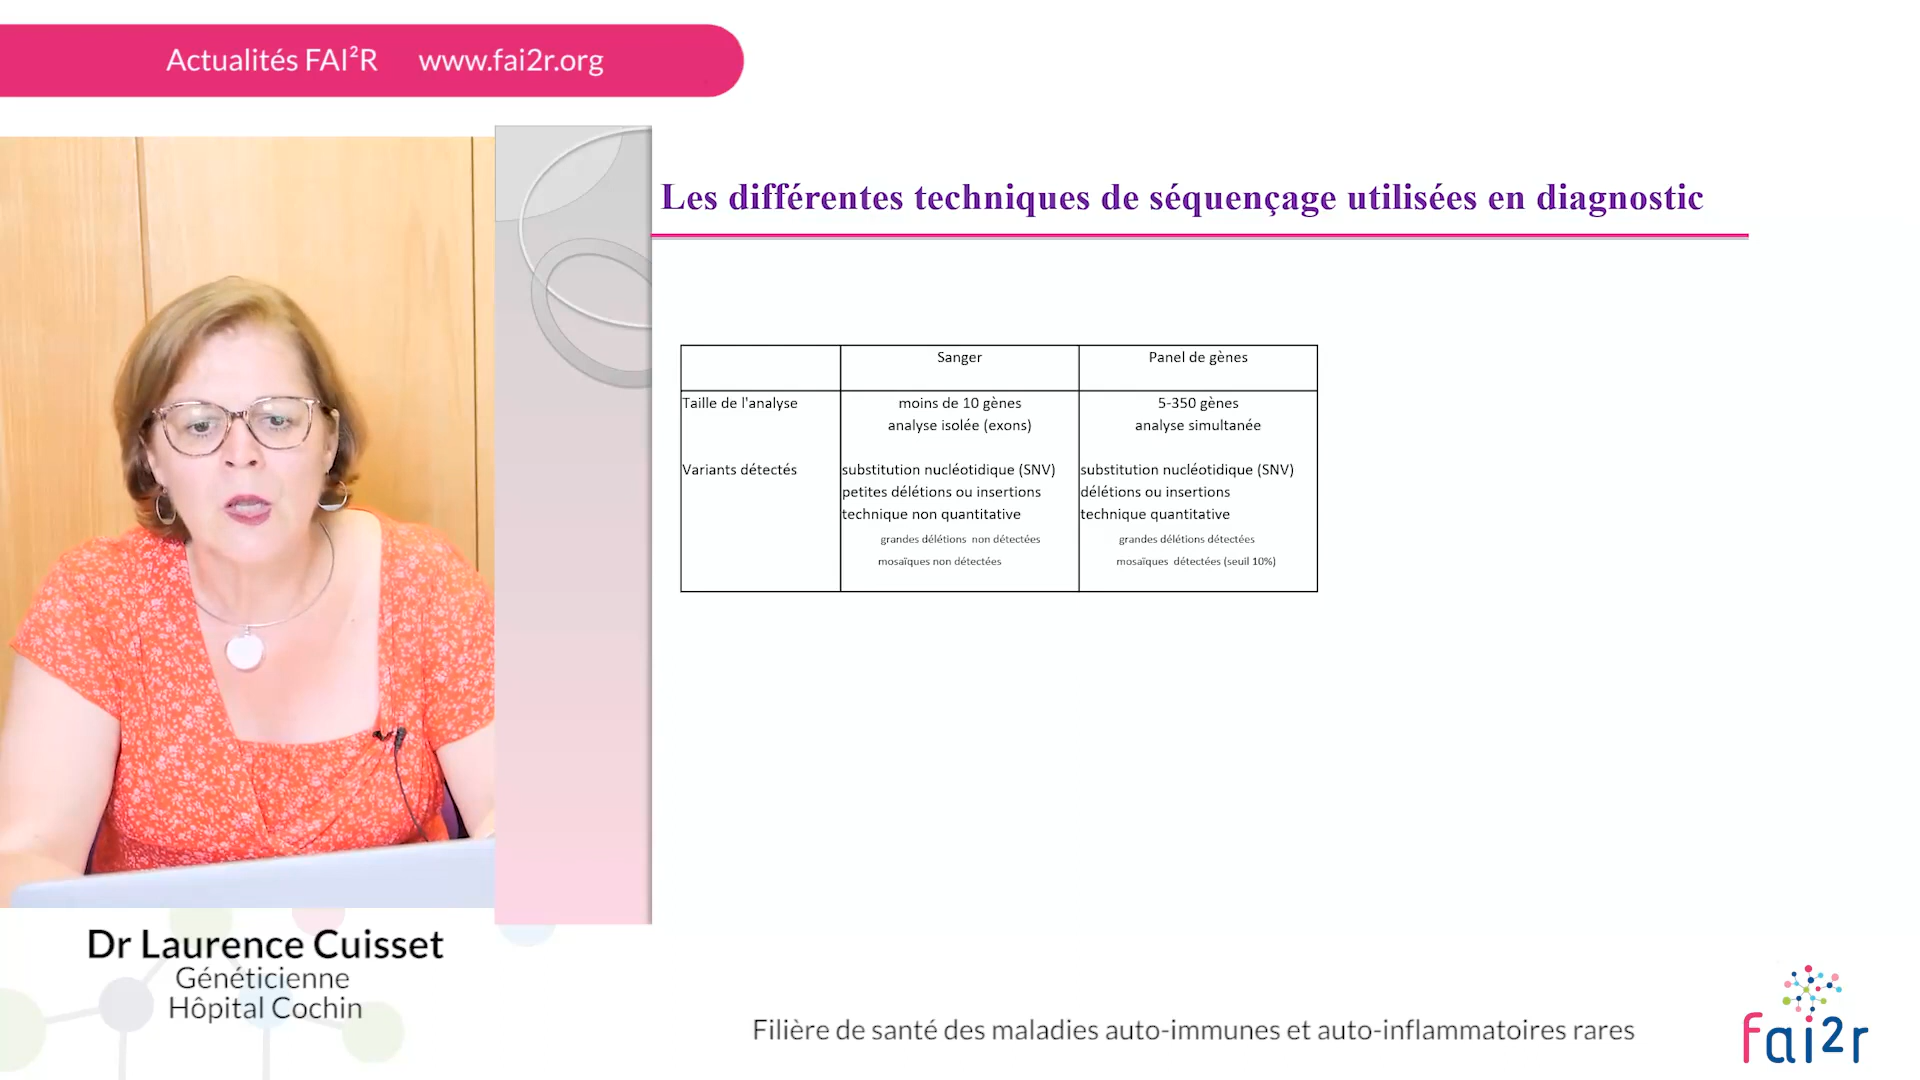 Actualités FAI²R www.fai2r.org
Les différentes techniques de séquençage utilisées en diagnostic
Sanger
Panel de gènes
Taille de l'analyse
moins de 10 gènes
analyse isolée (exons)
5-350 gènes
analyse simultanée
Variants détectés
substitution nucléotidique (SNV)
petites délétions ou insertions
technique non quantitative
grandes délétions non détectées
mosaïques non détectées
substitution nucléotidique (SNV)
délétions ou insertions
technique quantitative
grandes délétions détectées
mosaïques détectées (seuil 10%)
Dr Laurence Cuisset
Généticienne
Hôpital Cochin
Filière de santé des maladies auto-immunes et auto-inflammatoires rares
fai2r